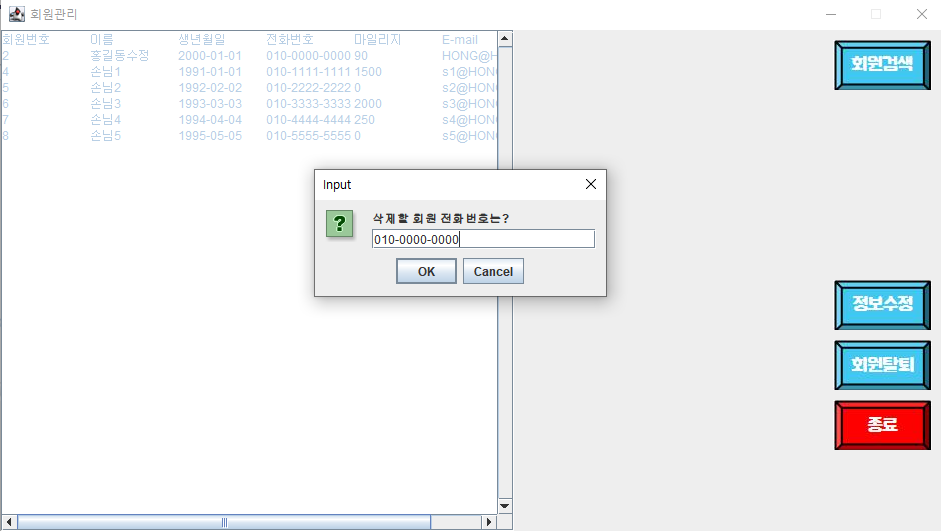 회원관리
회원번호 이름 생년월일 전화번호 마일리지 E-mail
2 홍길동수정 2000-01-01 010-0000-0000 90 HONG@H
4 손님1 1991-01-01 010-1111-1111 1500 s1@HON
5 손님2 1992-02-02 010-2222-2222 0 s2@HON
6 손님3 1993-03-03 010-3333-3333 2000 s3@HON
7 손님4 1994-04-04 010-4444-4444 250 s4@HON
8 손님5 1995-05-05 010-5555-5555 0 s5@HON
Input
삭제할 회원 전화번호는?
010-0000-0000
OK Cancel
회원검색
정보수정
회원탈퇴
종료